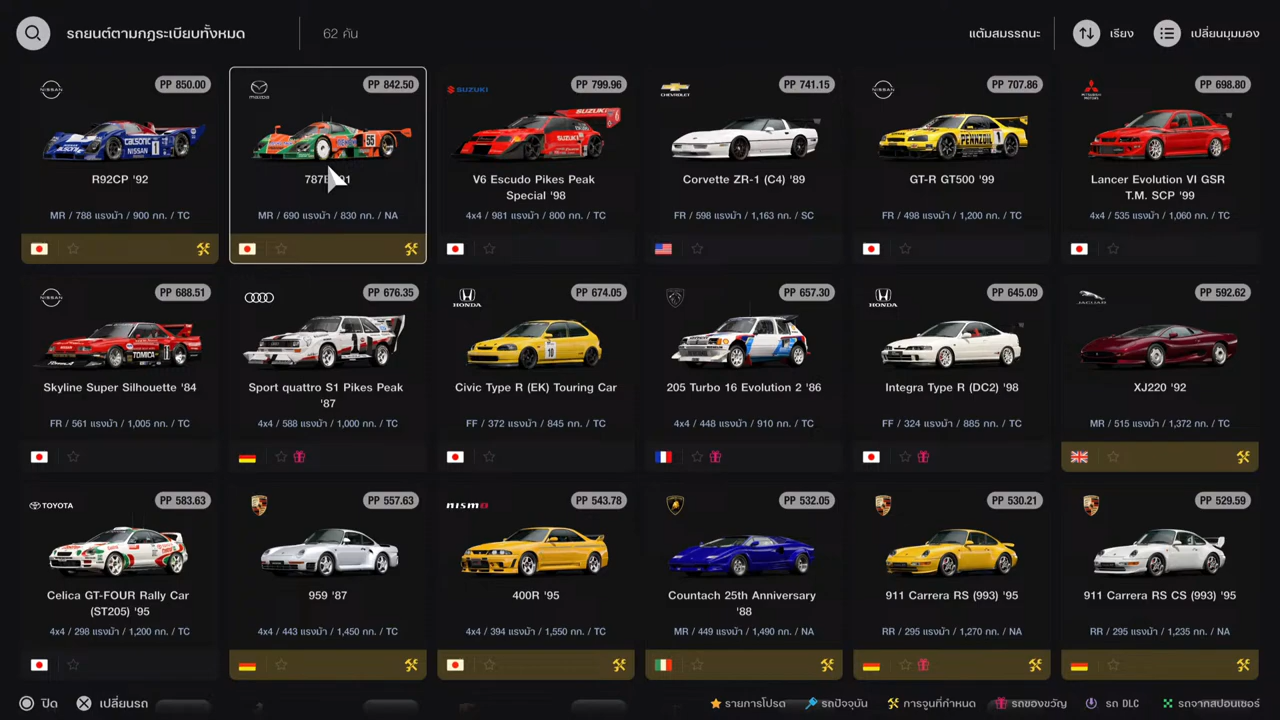 รถยนต์ตามกฎระเบียบทั้งหมด
62 คัน
แต้มสมรรถนะ
เรียง
เปลี่ยนมุมมอง
PP 850.00
R92CP '92
MR / 788 แรงม้า / 900 กก. / TC
mazda
PP 842.50
MR / 690 แรงม้า / 830 กก. / NA
SUZUKI
PP 799.96
V6 Escudo Pikes Peak
Special '98
4x4 / 981 แรงม้า / 800 กก. / TC
CHEVROLET
PP 741.15
Corvette ZR-1 (C4) '89
FR / 598 แรงม้า / 1,163 กก. / SC
PP 707.86
GT-R GT500 '99
FR / 498 แรงม้า / 1,200 กก. / TC
MITSUBISHI
MOTORS
PP 698.80
Lancer Evolution VI GSR
T.M. SCP '99
4x4 / 535 แรงม้า / 1,060 กก. / TC
PP 688.51
Skyline Super Silhouette '84
FR / 561 แรงม้า / 1,005 กก. / TC
PP 676.35
Sport quattro S1 Pikes Peak
'87
4x4 / 588 แรงม้า / 1,000 กก. / TC
HONDA
PP 674.05
Civic Type R (EK) Touring Car
FF / 372 แรงม้า / 845 กก. / TC
PP 657.30
205 Turbo 16 Evolution 2 '86
4x4 / 448 แรงม้า / 910 กก. / TC
HONDA
PP 645.09
Integra Type R (DC2) '98
FF / 324 แรงม้า / 885 กก. / TC
JAGUAR
PP 592.62
XJ220 '92
MR / 515 แรงม้า / 1,372 กก. / TC
TOYOTA
PP 583.63
Celica GT-FOUR Rally Car
(ST205) '95
4x4 / 298 แรงม้า / 1,200 กก. / TC
PP 557.63
959 '87
4x4 / 443 แรงม้า / 1,450 กก. / TC
nismo
PP 543.78
400R '95
4x4 / 394 แรงม้า / 1,550 กก. / TC
PP 532.05
Countach 25th Anniversary
'88
MR / 449 แรงม้า / 1,490 กก. / NA
PP 530.21
911 Carrera RS (993) '95
RR / 295 แรงม้า / 1,270 กก. / NA
PP 529.59
911 Carrera RS CS (993) '95
RR / 295 แรงม้า / 1,235 กก. / NA
ปิด
เปลี่ยนรถ
รายการโปรด
รถปัจจุบัน
การจูนที่กำหนด
รถของขวัญ
รถ DLC
รถจากสปอนเซอร์